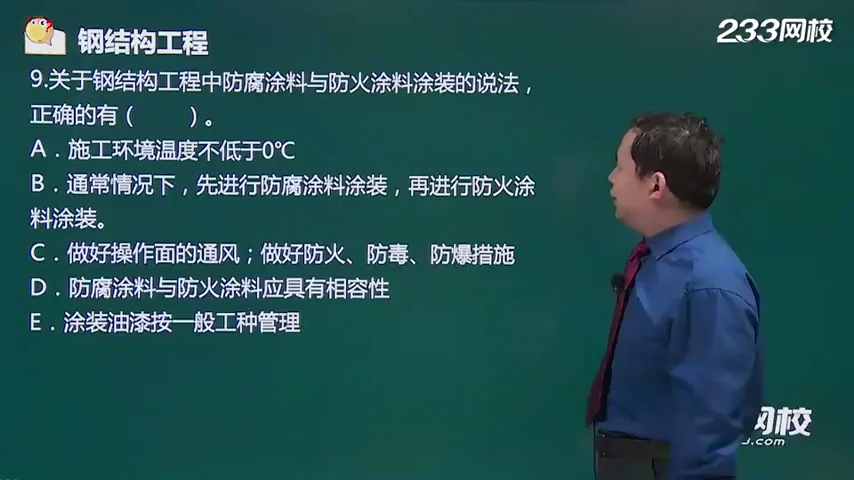 钢结构工程
233网校
9.关于钢结构工程中防腐涂料与防火涂料涂装的说法，
正确的有（　　）。
A．施工环境温度不低于0℃
B．通常情况下，先进行防腐涂料涂装，再进行防火涂
料涂装。
C．做好操作面的通风；做好防火、防毒、防爆措施
D．防腐涂料与防火涂料应具有相容性
E．涂装油漆按一般工种管理
网校
.com